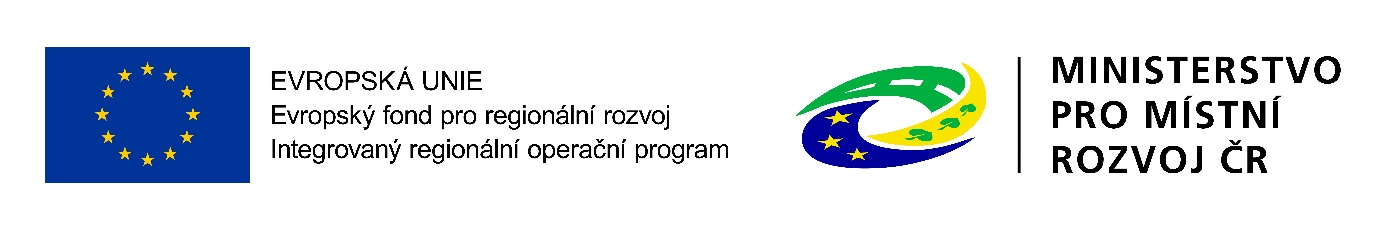 EVROPSKÁ UNIE
Evropský fond pro regionální rozvoj
Integrovaný regionální operační program
MINISTERSTVO
PRO MÍSTNÍ
ROZVOJ ČR